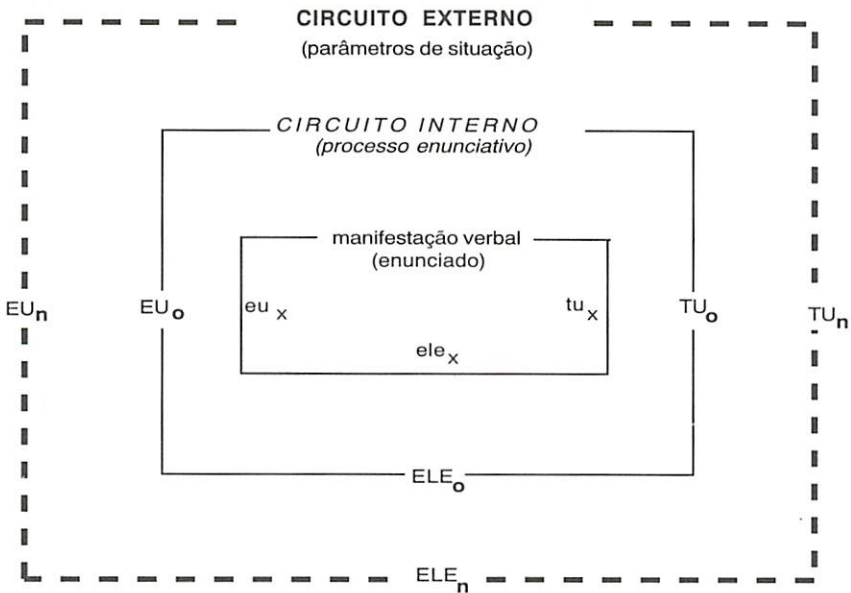 CIRCUITO EXTERNO
(parâmetros de situação)
CIRCUITO INTERNO
(processo enunciativo)
manifestação verbal
(enunciado)
EUn EUo eu x tu x TUo TUn
ele x
ELEo
ELEn